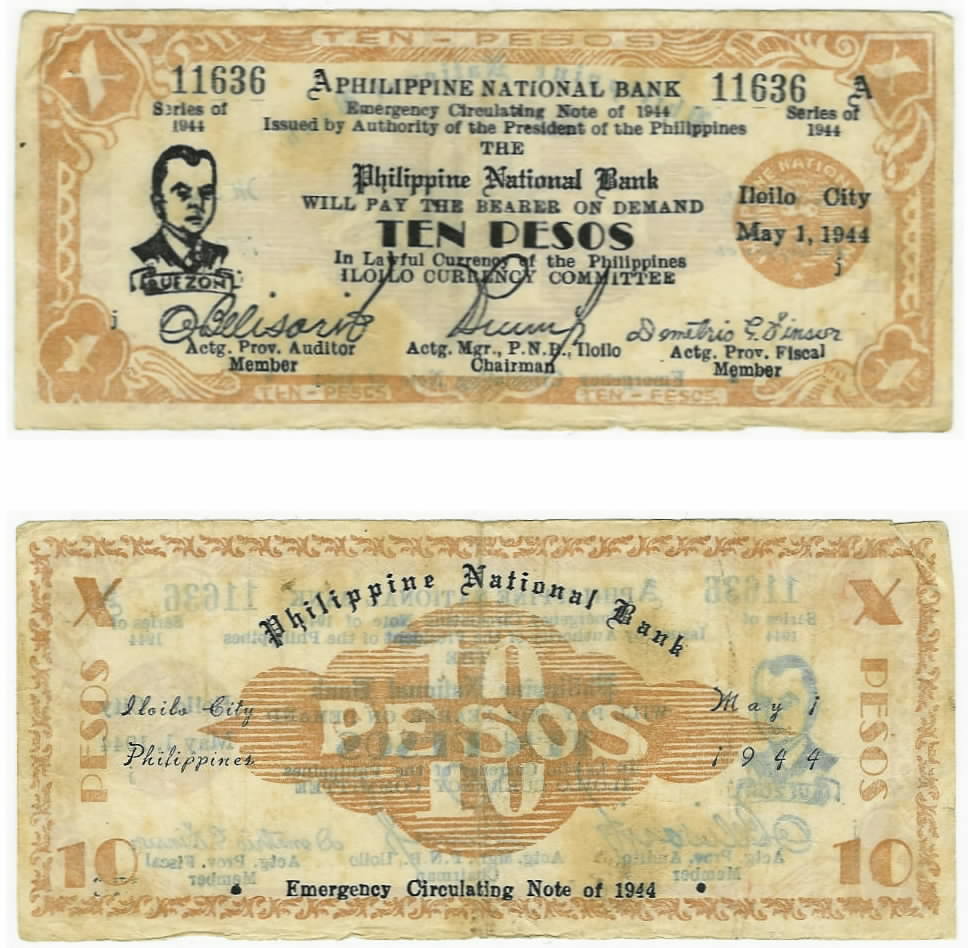 TEN - PESOS
11636 A PHILIPPINE NATIONAL BANK 11636 A
Series of 1944
Emergency Circulating Note of 1944
Series of 1944
Issued by Authority of the President of the Philippines
THE
Philippine National Bank
WILL PAY THE BEARER ON DEMAND
TEN PESOS
In Lawful Currency of the Philippines
ILOILO CURRENCY COMMITTEE
Iloilo City
May 1, 1944
j
QUEZON
j
Actg. Prov. Auditor
Member
Actg. Mgr., P.N.B., Iloilo
Chairman
Demetrio G. Vinson
Actg. Prov. Fiscal
Member
TEN - PESOS
TEN - PESOS
X X
Philippine National Bank
PESOS
10
PESOS
10
PESOS
Iloilo City
Philippines
May 1
1944
10 10
Emergency Circulating Note of 1944